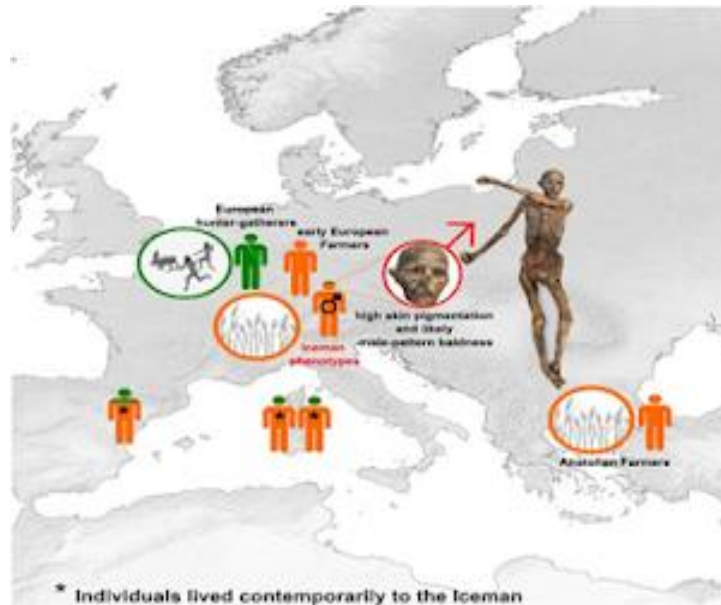 European
hunter-gatherers
early European
Farmers
high skin pigmentation
and likely
male-pattern baldness
Iceman
phenotypes
Anatolian Farmers
* Individuals lived contemporarily to the Iceman